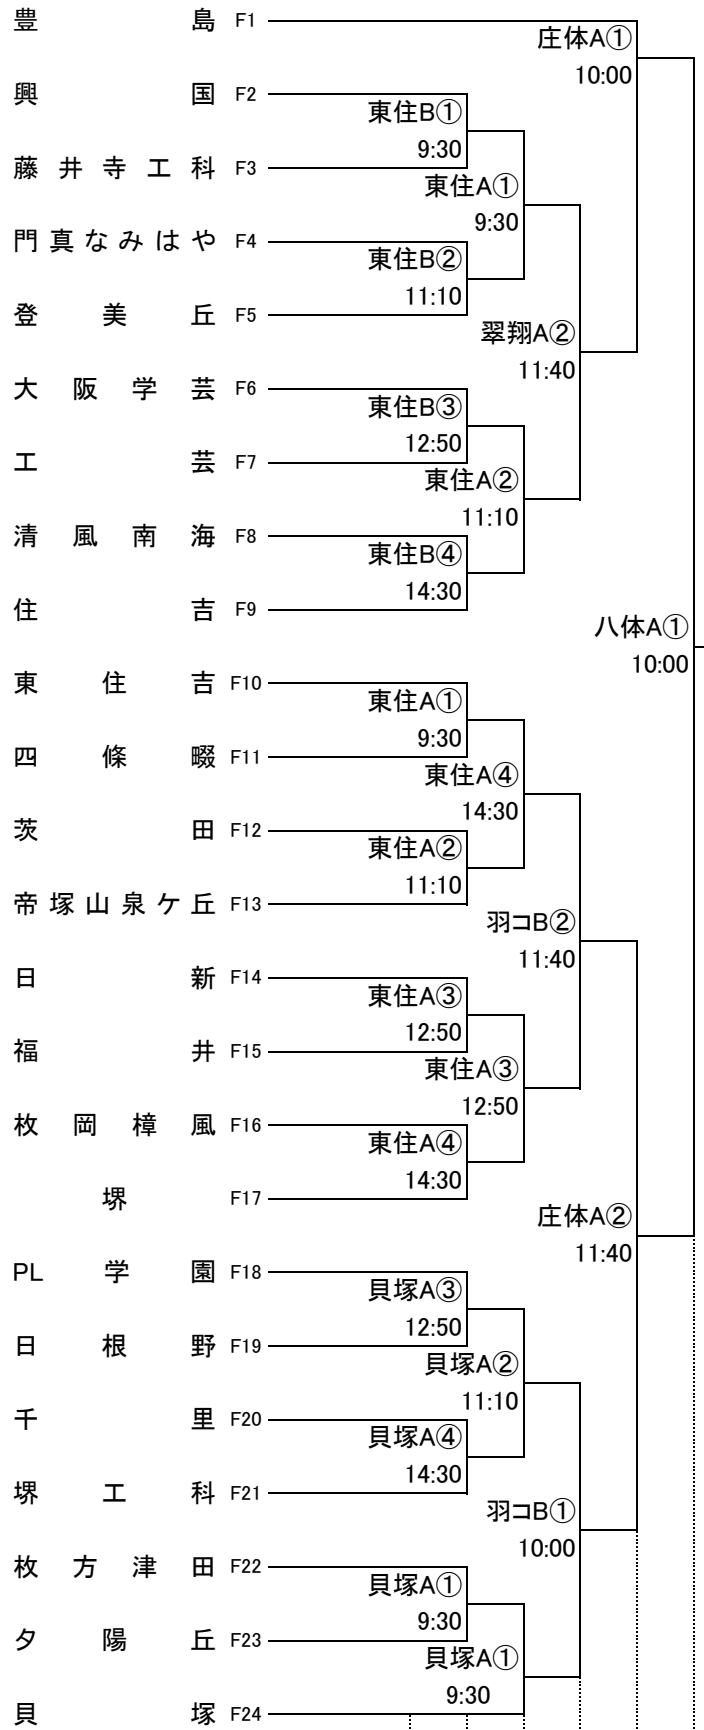 豊島 F1
庄体A①
10:00
興国 F2
東住B①
9:30
藤井寺工科 F3
東住A①
9:30
門真なみはや F4
東住B②
11:10
登美丘 F5
翠翔A②
11:40
大阪学芸 F6
東住B③
12:50
工芸 F7
東住A②
11:10
清風南海 F8
東住B④
14:30
住吉 F9
八体A①
10:00
東住吉 F10
東住A①
9:30
四條畷 F11
東住A④
14:30
茨田 F12
東住A②
11:10
帝塚山泉ケ丘 F13
羽コB②
11:40
日新 F14
東住A③
12:50
福井 F15
東住A③
12:50
枚岡樟風 F16
東住A④
14:30
堺 F17
庄体A②
11:40
PL学園 F18
貝塚A③
12:50
日根野 F19
貝塚A②
11:10
千里 F20
貝塚A④
14:30
堺工科 F21
羽コB①
10:00
枚方津田 F22
貝塚A①
9:30
夕陽丘 F23
貝塚A①
9:30
貝塚 F24